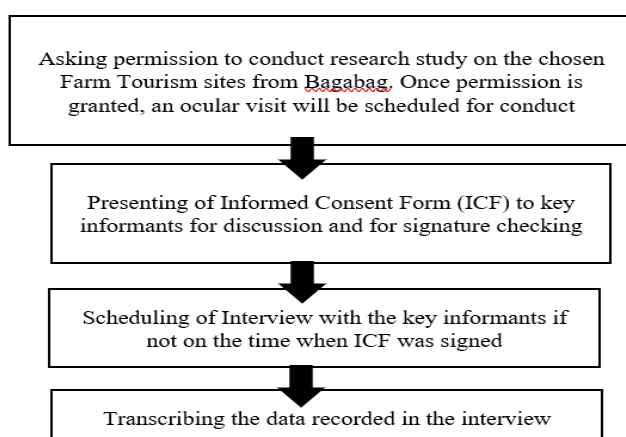 Asking permission to conduct research study on the chosen
Farm Tourism sites from Bagabag. Once permission is
granted, an ocular visit will be scheduled for conduct
Presenting of Informed Consent Form (ICF) to key
informants for discussion and for signature checking
Scheduling of Interview with the key informants if
not on the time when ICF was signed
Transcribing the data recorded in the interview